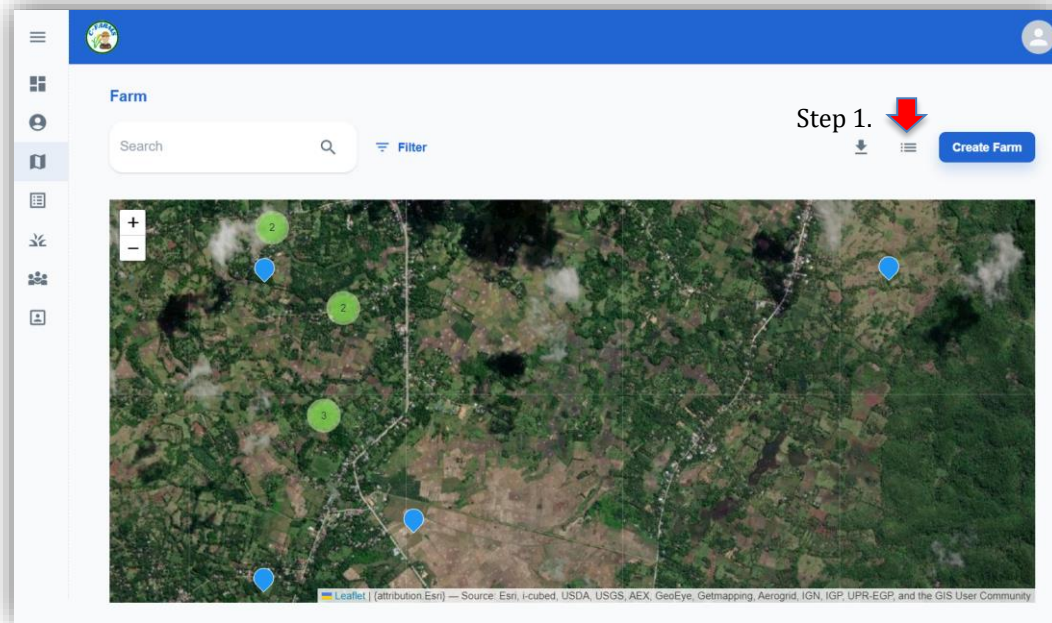 C-FARMS
Farm
Step 1.
Search
Filter
Create Farm
+
2
−
2
3
Leaflet | {attribution.Esri} — Source: Esri, i-cubed, USDA, USGS, AEX, GeoEye, Getmapping, Aerogrid, IGN, IGP, UPR-EGP, and the GIS User Community